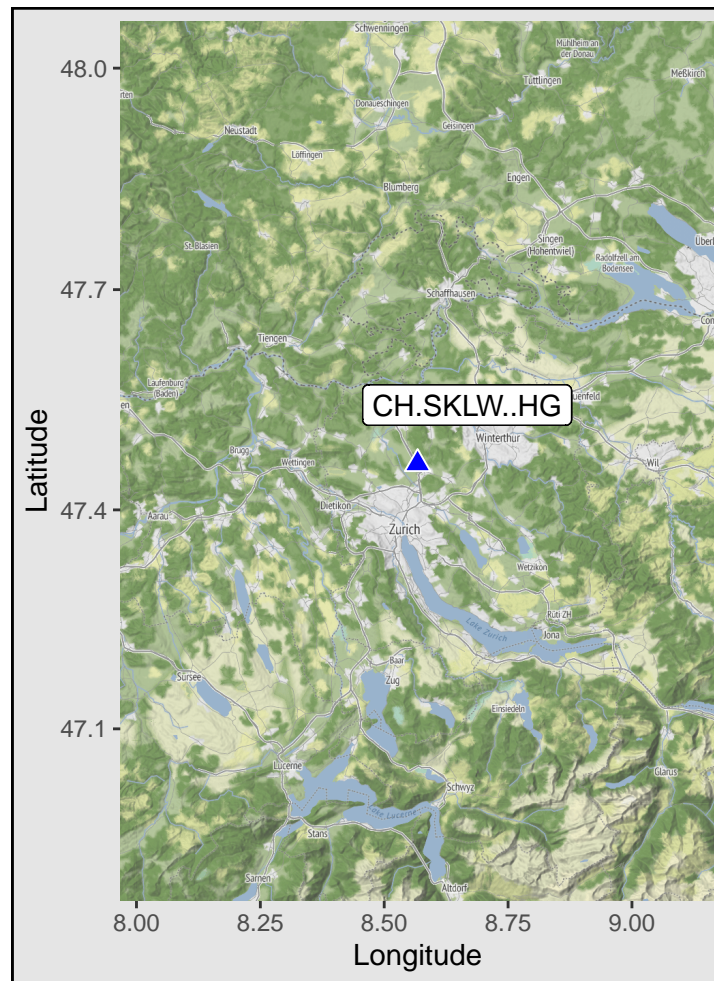 Schwenningen
Mühlheim an
der Donau
48.0
Meßkirch
Tüttlingen
Donaueschingen
Neustadt
Geisingen
Löffingen
Engen
Blumberg
Singen
(Hohentwiel)
St. Blasien
Radolfzell am
Bodensee
47.7
Schaffhausen
Tiengen
Laufenburg
(Baden)
CH.SKLW..HG
auenfeld
Winterthur
Brugg
Wettingen
Wil
Latitude
47.4
Aarau
Dietikon
Zurich
Wetzikon
Rüti ZH
Lake Zurich
Jona
Baar
Sursee
Zug
Einsiedeln
47.1
Lucerne
Glarus
Schwyz
Lake Lucerne
Stans
Sarnen
Altdorf
8.00
8.25
8.50
8.75
9.00
Longitude